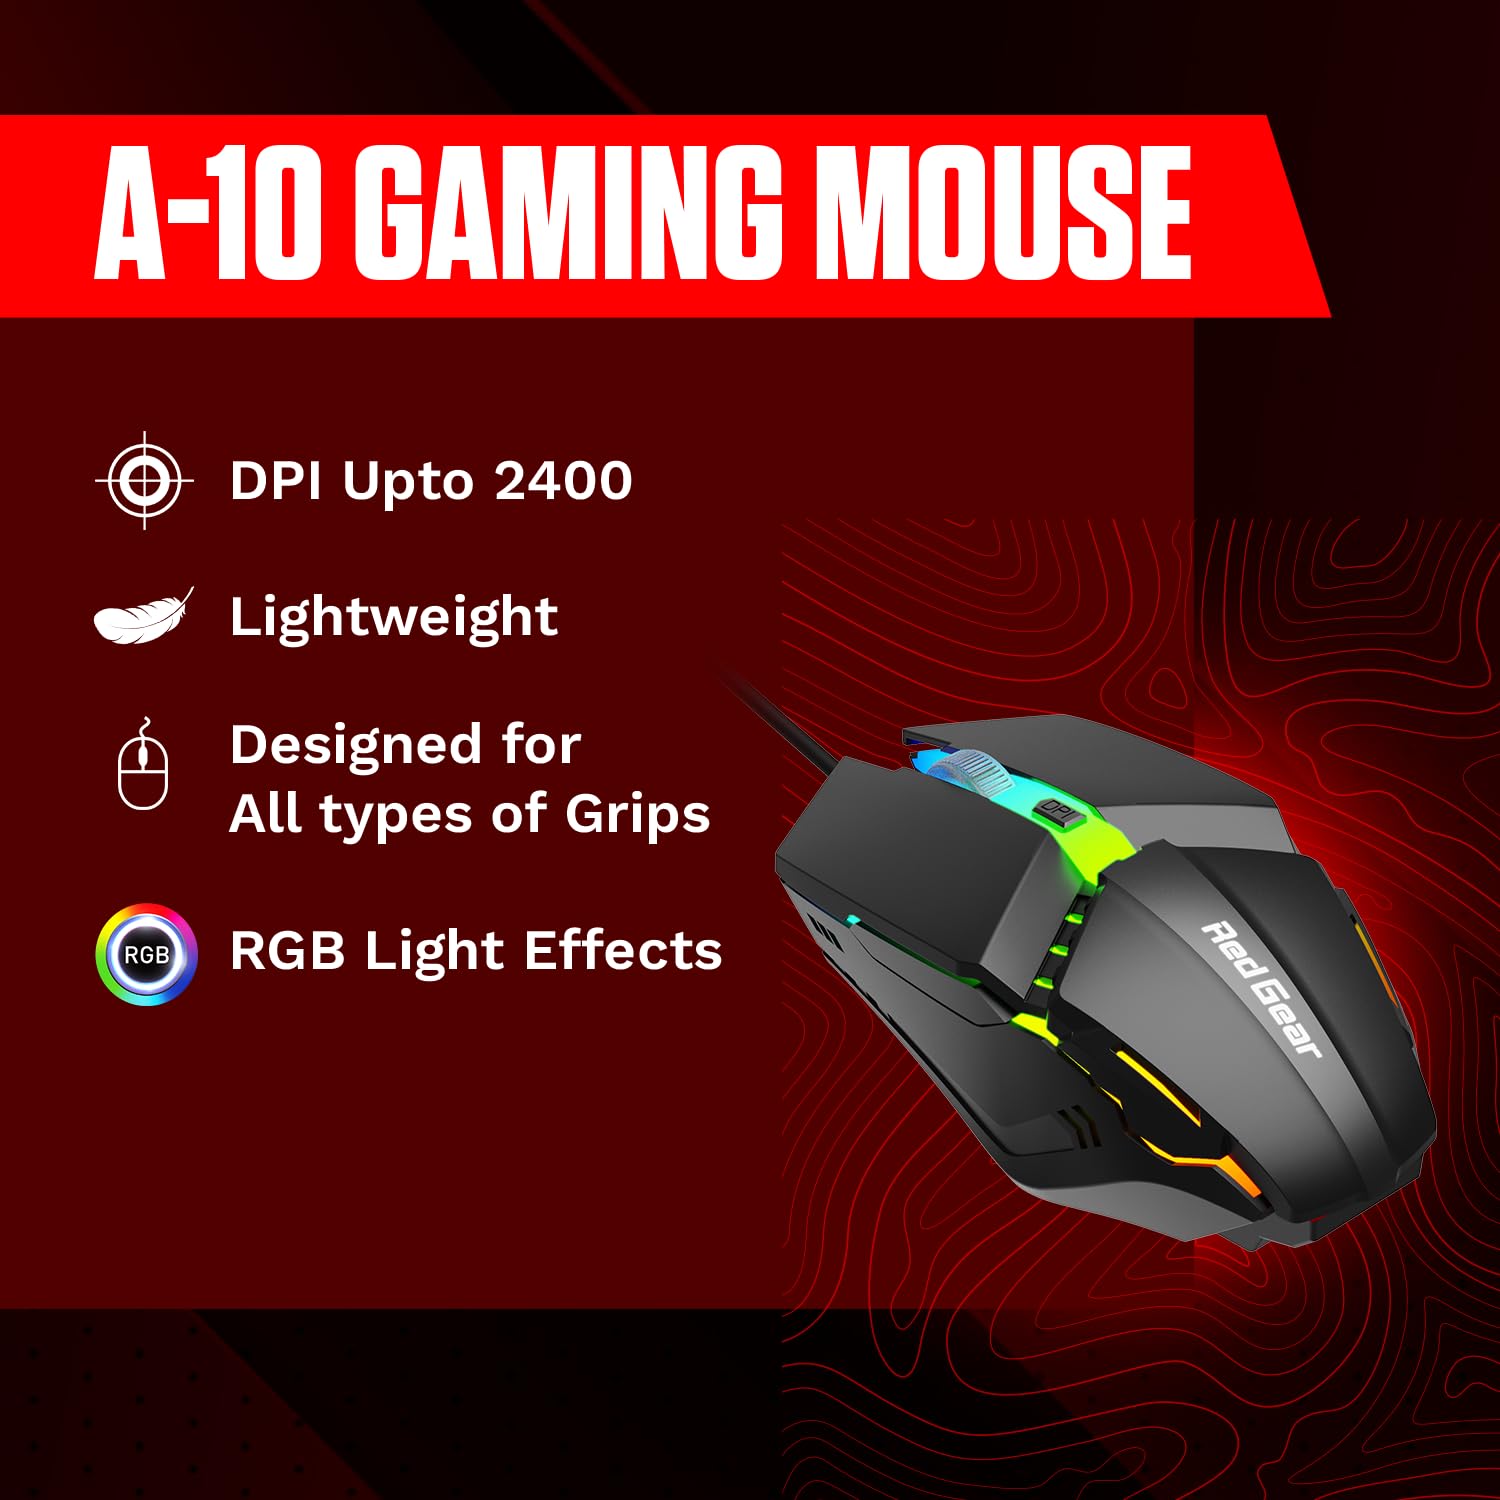 A-10 GAMING MOUSE
DPI Upto 2400
Lightweight
Designed for
All types of Grips
RGB
RGB Light Effects
DPI
RedGear